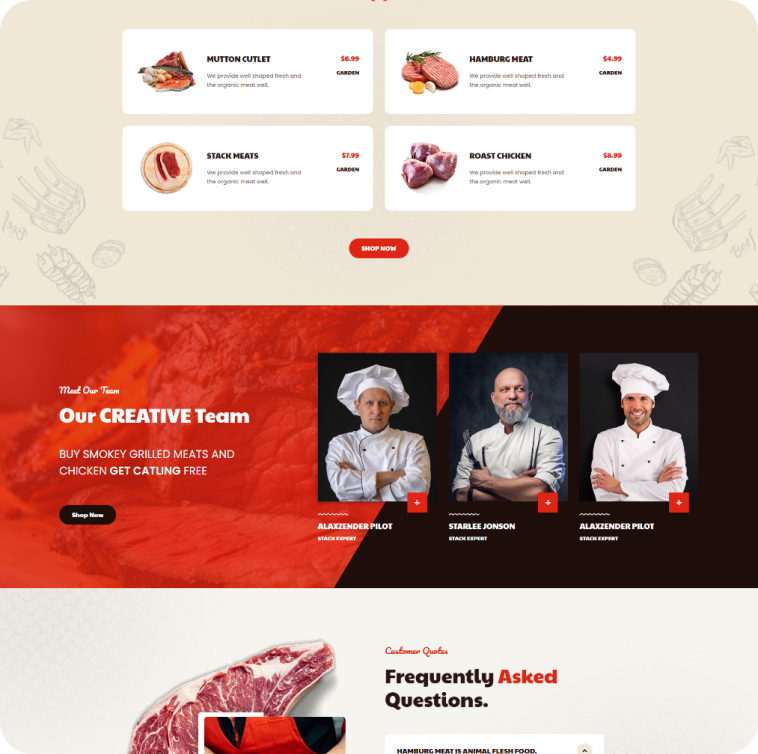 MUTTON CUTLET
$6.99
We provide well shaped fresh and
the organic meat well.
GARDEN
HAMBURG MEAT
$4.99
We provide well shaped fresh and
the organic meat well.
GARDEN
STACK MEATS
$7.99
We provide well shaped fresh and
the organic meat well.
GARDEN
ROAST CHICKEN
$8.99
We provide well shaped fresh and
the organic meat well.
GARDEN
SHOP NOW
Meet Our Team
Our CREATIVE Team
BUY SMOKEY GRILLED MEATS AND
CHICKEN GET CATLING FREE
Shop Now
+
+
+
ALAXZENDER PILOT
STACK EXPERT
STARLEE JONSON
STACK EXPERT
ALAXZENDER PILOT
STACK EXPERT
Customer Quotes
Frequently Asked
Questions.
HAMBURG MEAT IS ANIMAL FLESH FOOD.